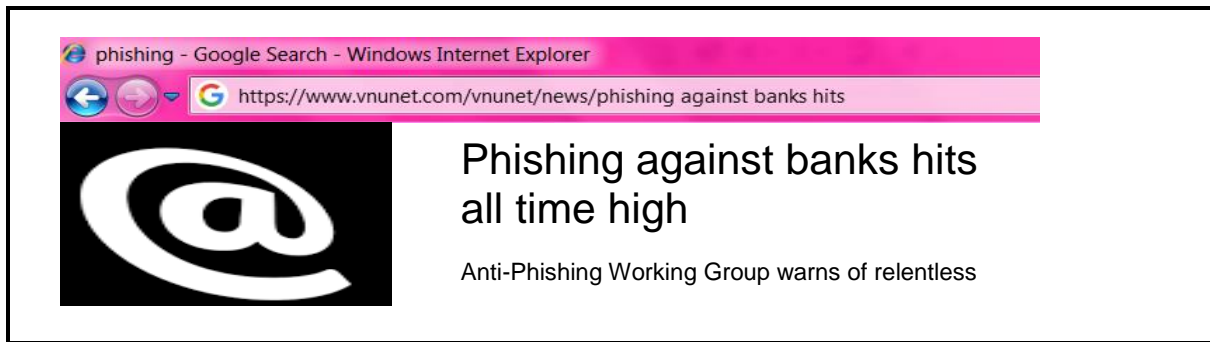 phishing - Google Search - Windows Internet Explorer
https://www.vnunet.com/vnunet/news/phishing against banks hits
@
Phishing against banks hits
all time high
Anti-Phishing Working Group warns of relentless